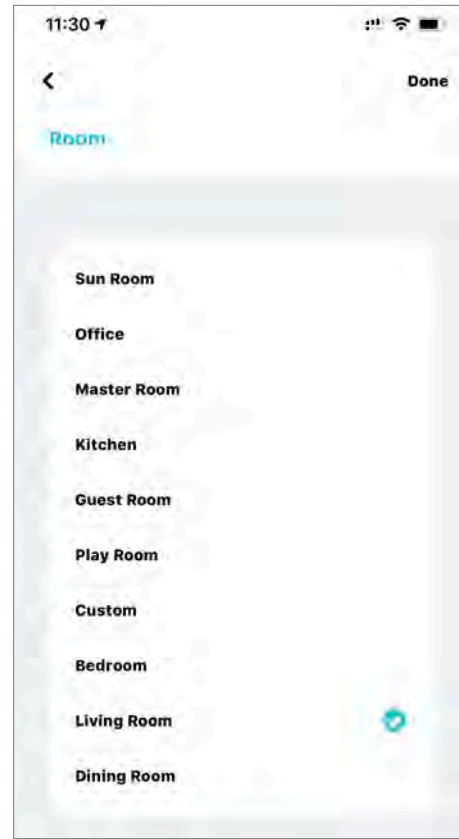 11:30
Done
Room
Sun Room
Office
Master Room
Kitchen
Guest Room
Play Room
Custom
Bedroom
Living Room
Dining Room